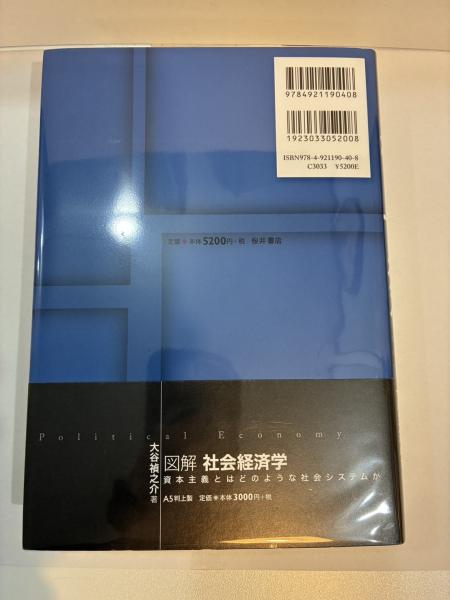 9784921190408
1923033052008
ISBN978-4-921190-40-8
C3033 ¥5200E
定価●本体5200円+税 桜井書店
Political Economy
大谷禎之介 著
図解 社会経済学
資本主義とはどのような社会システムか
A5判上製 定価●本体3000円+税